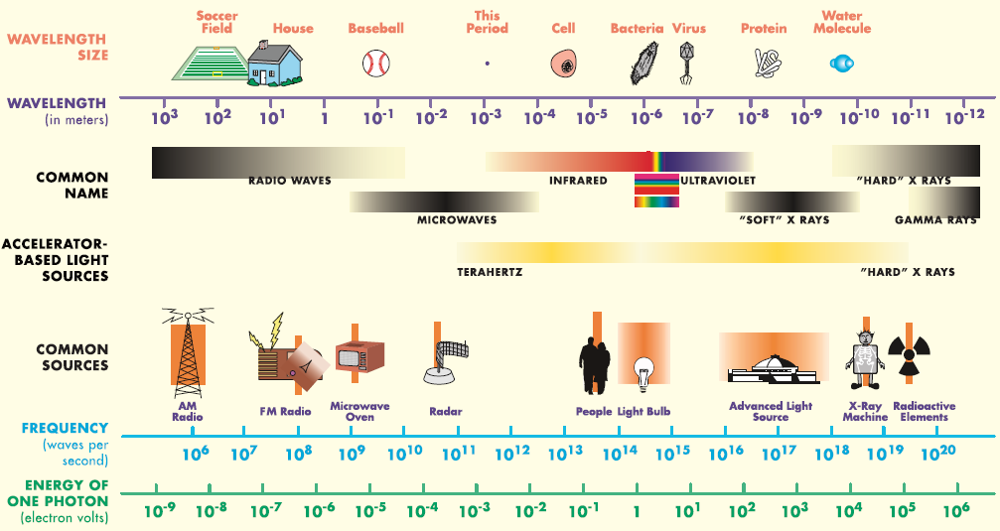 WAVELENGTH
SIZE
Soccer
Field
House
Baseball
This
Period
Cell
Bacteria
Virus
Protein
Water
Molecule
WAVELENGTH
(in meters)
10³ 10² 10¹ 1 10⁻¹ 10⁻² 10⁻³ 10⁻⁴ 10⁻⁵ 10⁻⁶ 10⁻⁷ 10⁻⁸ 10⁻⁹ 10⁻¹⁰ 10⁻¹¹ 10⁻¹²
COMMON
NAME
RADIO WAVES
INFRARED
ULTRAVIOLET
"HARD" X RAYS
MICROWAVES
"SOFT" X RAYS
GAMMA RAYS
ACCELERATOR-
BASED LIGHT
SOURCES
TERAHERTZ
"HARD" X RAYS
COMMON
SOURCES
AM
Radio
FM Radio
Microwave
Oven
Radar
People
Light Bulb
Advanced Light
Source
X-Ray
Machine
Radioactive
Elements
FREQUENCY
(waves per
second)
10⁶ 10⁷ 10⁸ 10⁹ 10¹⁰ 10¹¹ 10¹² 10¹³ 10¹⁴ 10¹⁵ 10¹⁶ 10¹⁷ 10¹⁸ 10¹⁹ 10²⁰
ENERGY OF
ONE PHOTON
(electron volts)
10⁻⁹ 10⁻⁸ 10⁻⁷ 10⁻⁶ 10⁻⁵ 10⁻⁴ 10⁻³ 10⁻² 10⁻¹ 1 10¹ 10² 10³ 10⁴ 10⁵ 10⁶